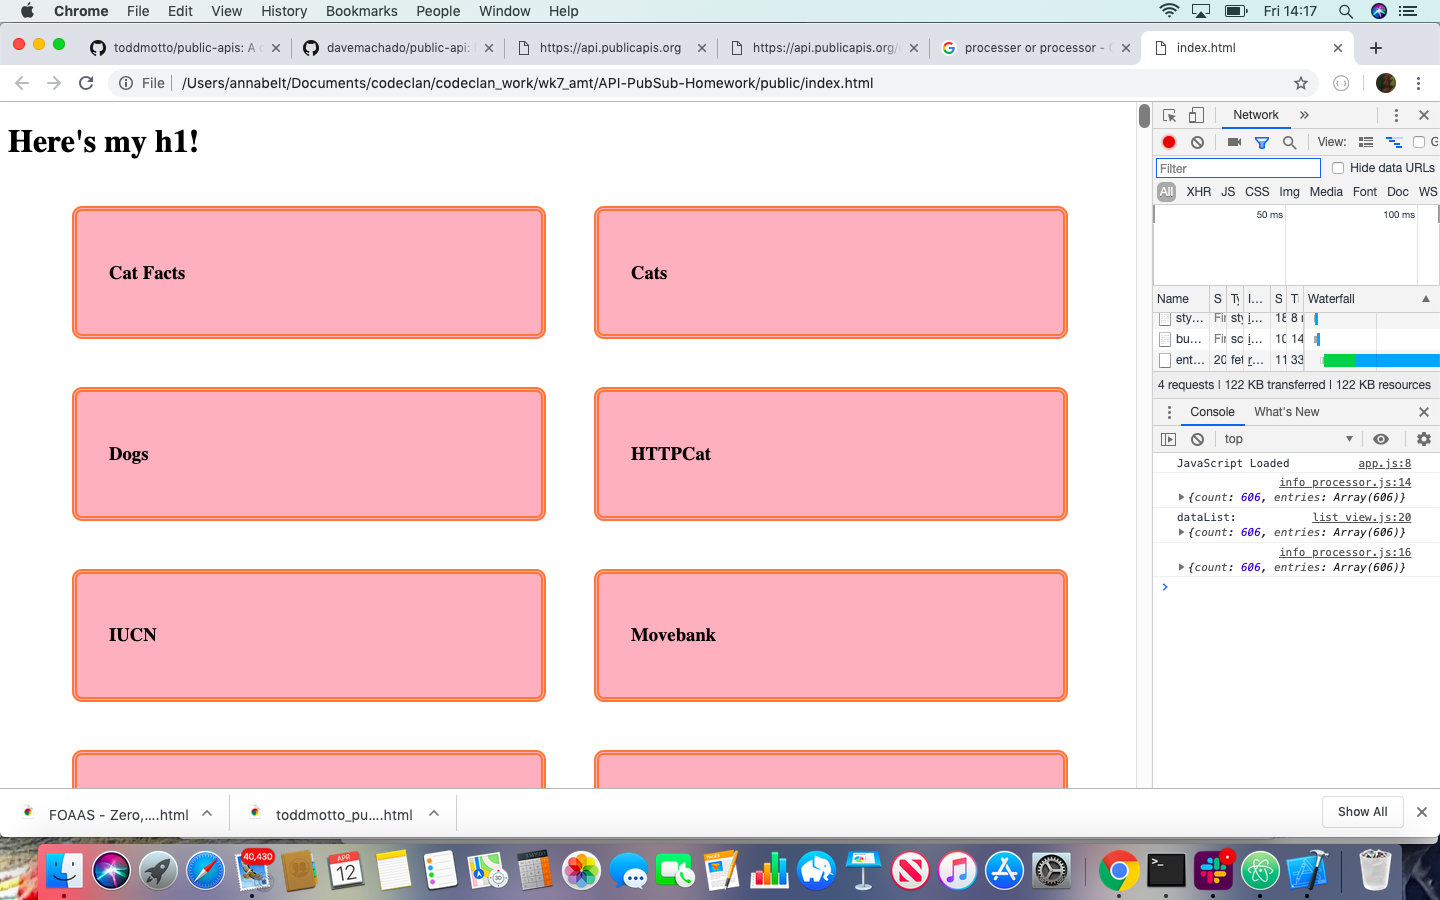 Chrome File Edit View History Bookmarks People Window Help Fri 14:17
toddmotto/public-apis: A c davemachado/public-api: https://api.publicapis.org https://api.publicapis.org/ processer or processor - index.html
File /Users/annabelt/Documents/codeclan/codeclan_work/wk7_amt/API-PubSub-Homework/public/index.html
Here's my h1!
Cat Facts
Cats
Dogs
HTTPCat
IUCN
Movebank
Network
View: G
Filter Hide data URLs
All XHR JS CSS Img Media Font Doc WS
50 ms 100 ms
Name S Ty I... S Ti Waterfall
sty... Fi sty i... 18 8
bu... Fi sc i... 10 14
ent... 20 fet r... 11 33
4 requests | 122 KB transferred | 122 KB resources
Console What's New
top
JavaScript Loaded app.js:8
info_processor.js:14
{count: 606, entries: Array(606)}
dataList: list_view.js:20
{count: 606, entries: Array(606)}
info_processor.js:16
{count: 606, entries: Array(606)}
FOAAS - Zero,....html toddmotto_pu....html Show All
40,430
APR
12